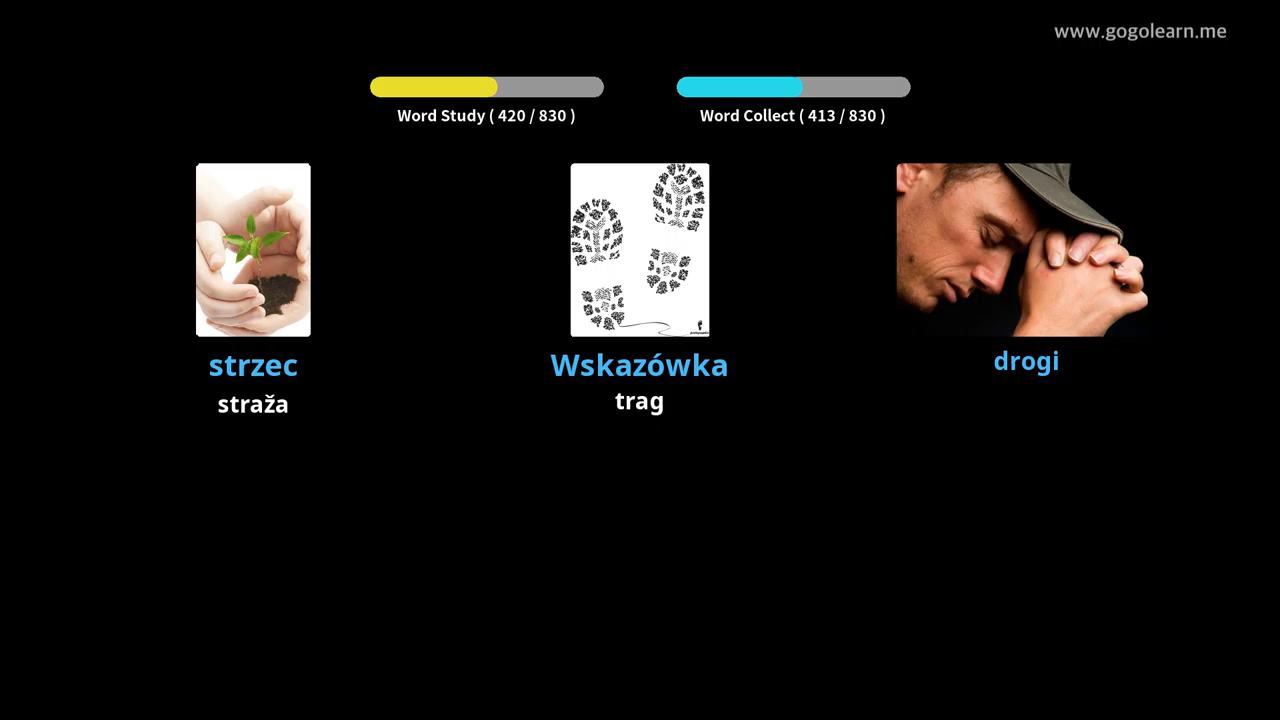 www.gogolearn.me
Word Study ( 420 / 830 )
Word Collect ( 413 / 830 )
strzec
Wskazówka
drogi
straža
trag